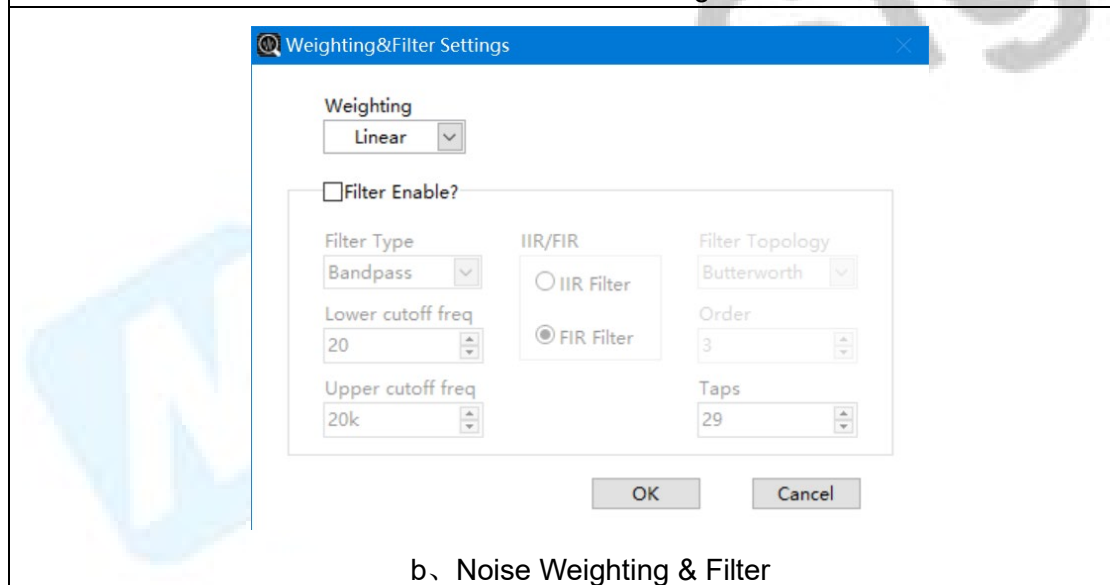 Weighting&Filter Settings
Weighting
Linear
Filter Enable?
Filter Type
IIR/FIR
Filter Topology
Bandpass
IIR Filter
Butterworth
Lower cutoff freq
Order
20
FIR Filter
3
Upper cutoff freq
Taps
20k
29
OK
Cancel
b、Noise Weighting & Filter